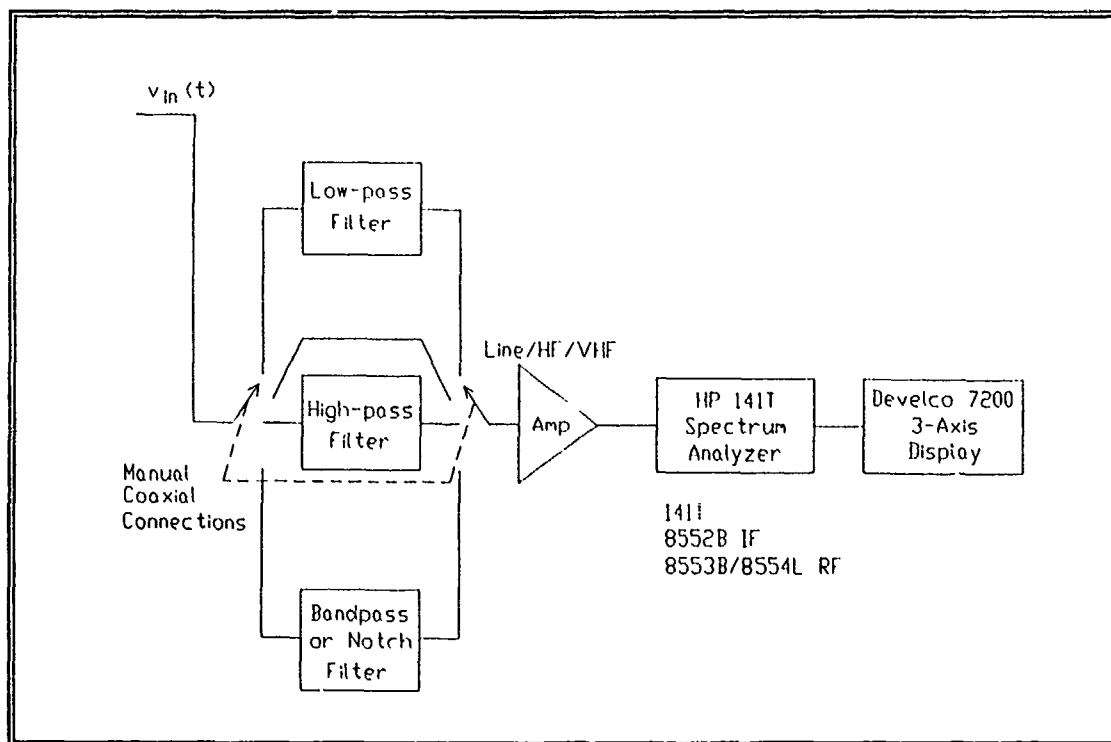 v_in (t)
Low-pass
Filter
Line/HF/VHF
High-pass
Filter
Amp
HP 141T
Spectrum
Analyzer
Develco 7200
3-Axis
Display
Manual
Coaxial
Connections
141T
8552B IF
8553B/8554L RF
Bandpass
or Notch
Filter